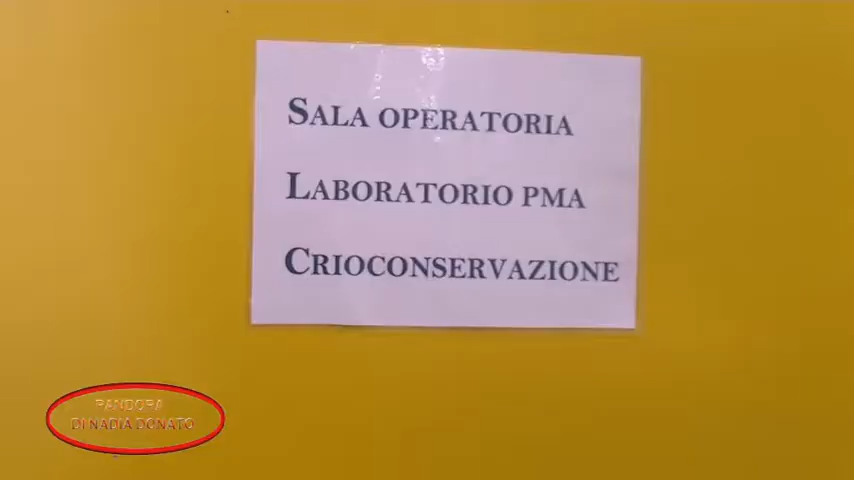 SALA OPERATORIA
LABORATORIO PMA
CRIOCONSERVAZIONE
PANDORA
DI NADIA DONATO